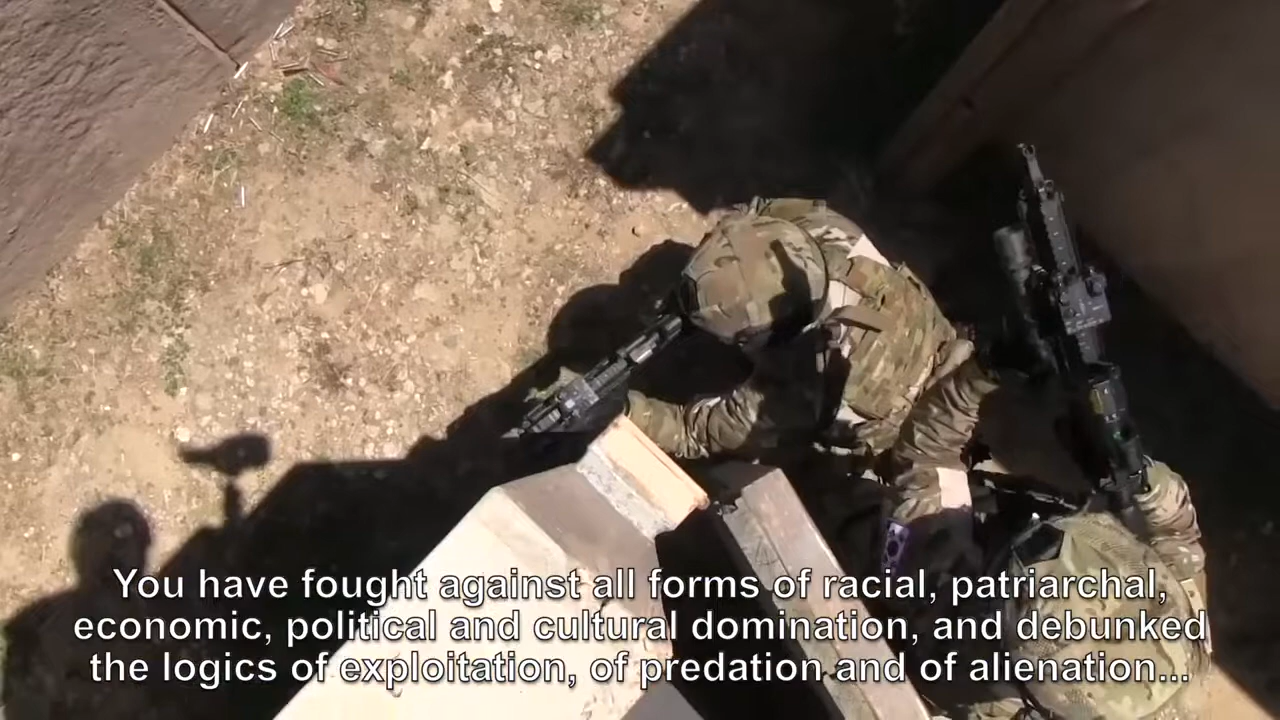 You have fought against all forms of racial, patriarchal,
economic, political and cultural domination, and debunked
the logics of exploitation, of predation and of alienation...